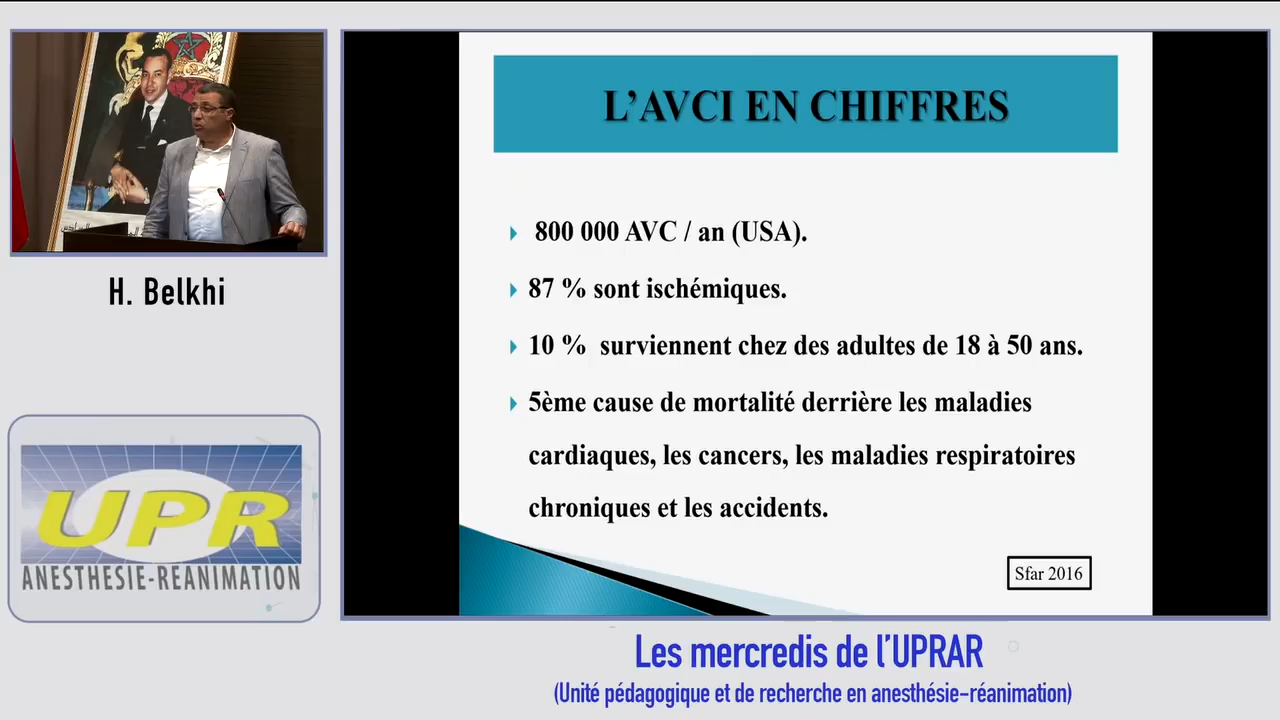 L'AVCI EN CHIFFRES
800 000 AVC / an (USA).
87 % sont ischémiques.
10 % surviennent chez des adultes de 18 à 50 ans.
5ème cause de mortalité derrière les maladies
cardiaques, les cancers, les maladies respiratoires
chroniques et les accidents.
Sfar 2016
H. Belkhi
UPR
ANESTHESIE-REANIMATION
Les mercredis de l'UPRAR
(Unité pédagogique et de recherche en anesthésie-réanimation)